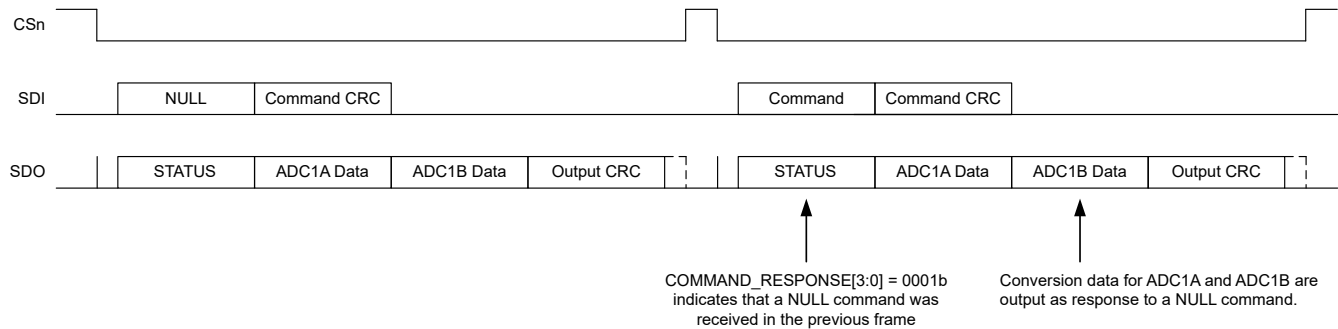 CSn
SDI NULL Command CRC Command Command CRC
SDO STATUS ADC1A Data ADC1B Data Output CRC STATUS ADC1A Data ADC1B Data Output CRC
COMMAND_RESPONSE[3:0] = 0001b
indicates that a NULL command was
received in the previous frame
Conversion data for ADC1A and ADC1B are
output as response to a NULL command.